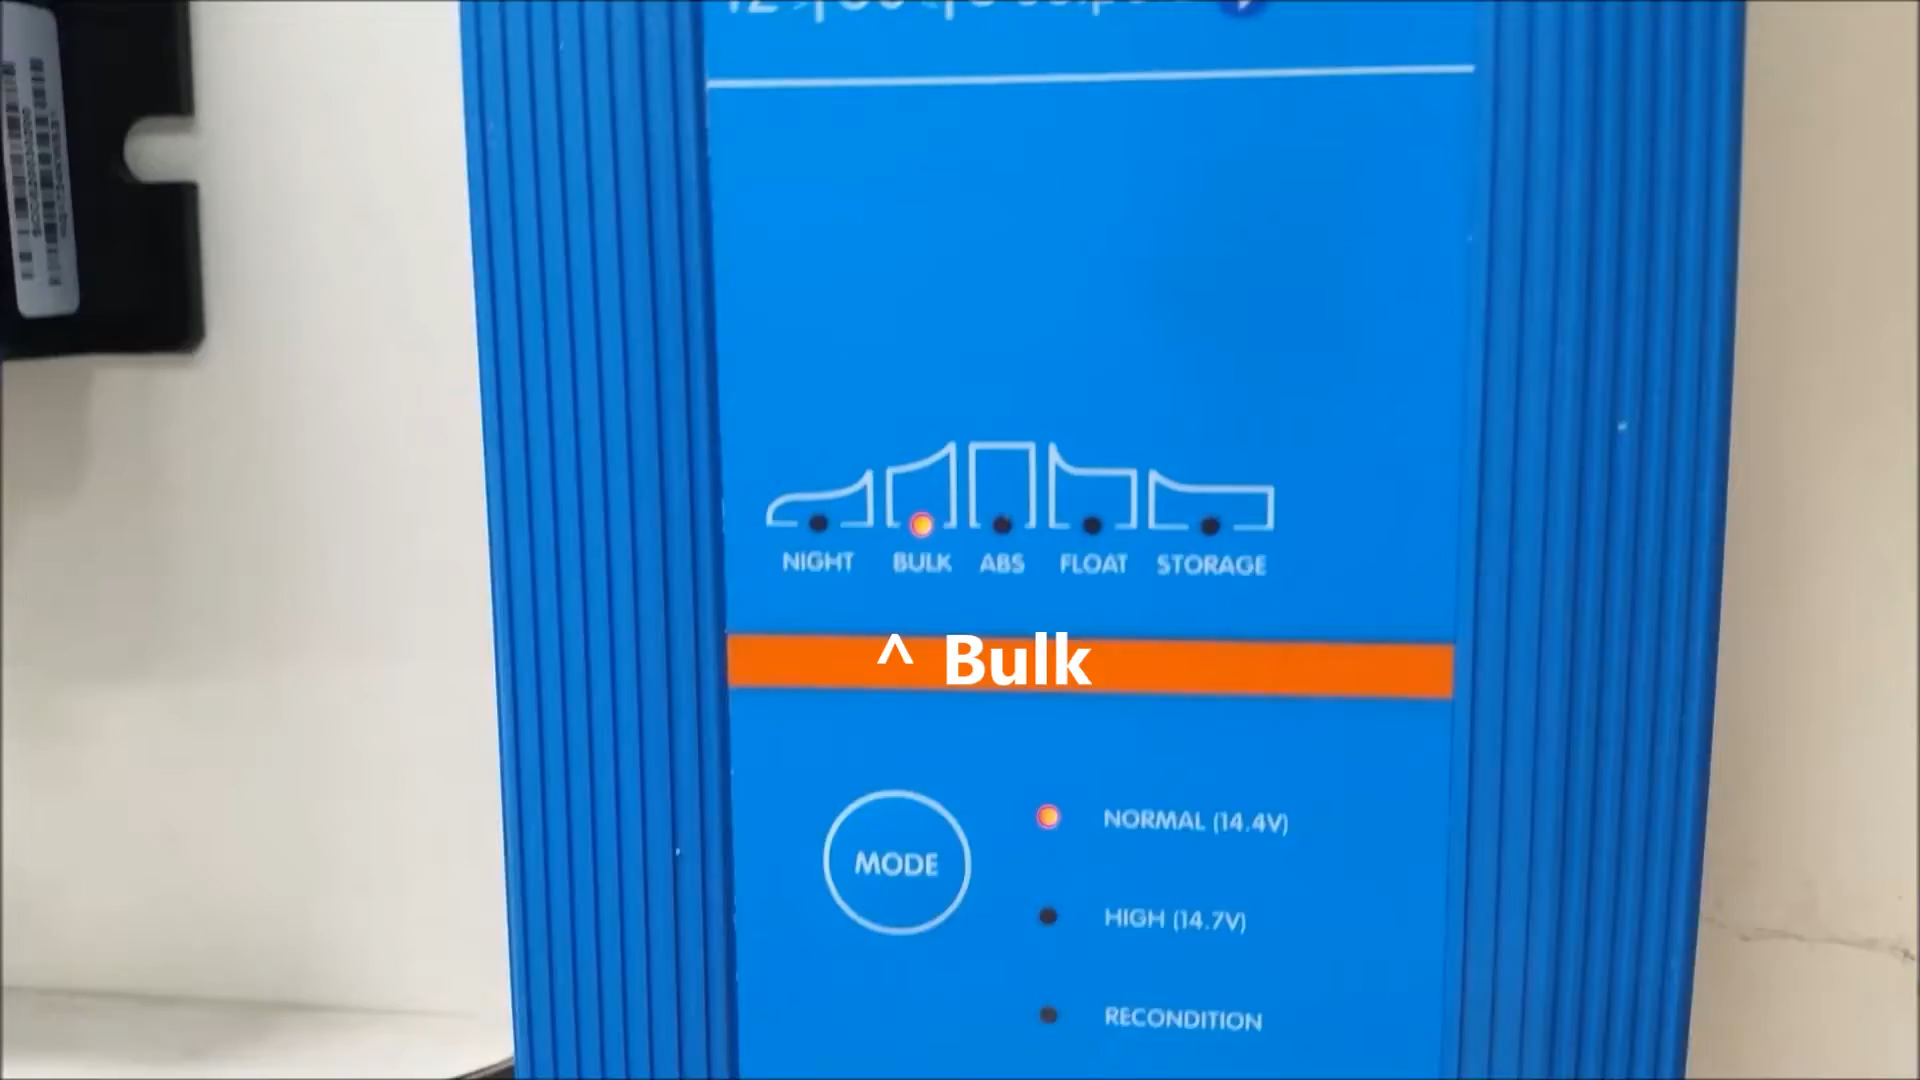 NIGHT BULK ABS FLOAT STORAGE
^ Bulk
MODE
NORMAL (14.4V)
HIGH (14.7V)
RECONDITION